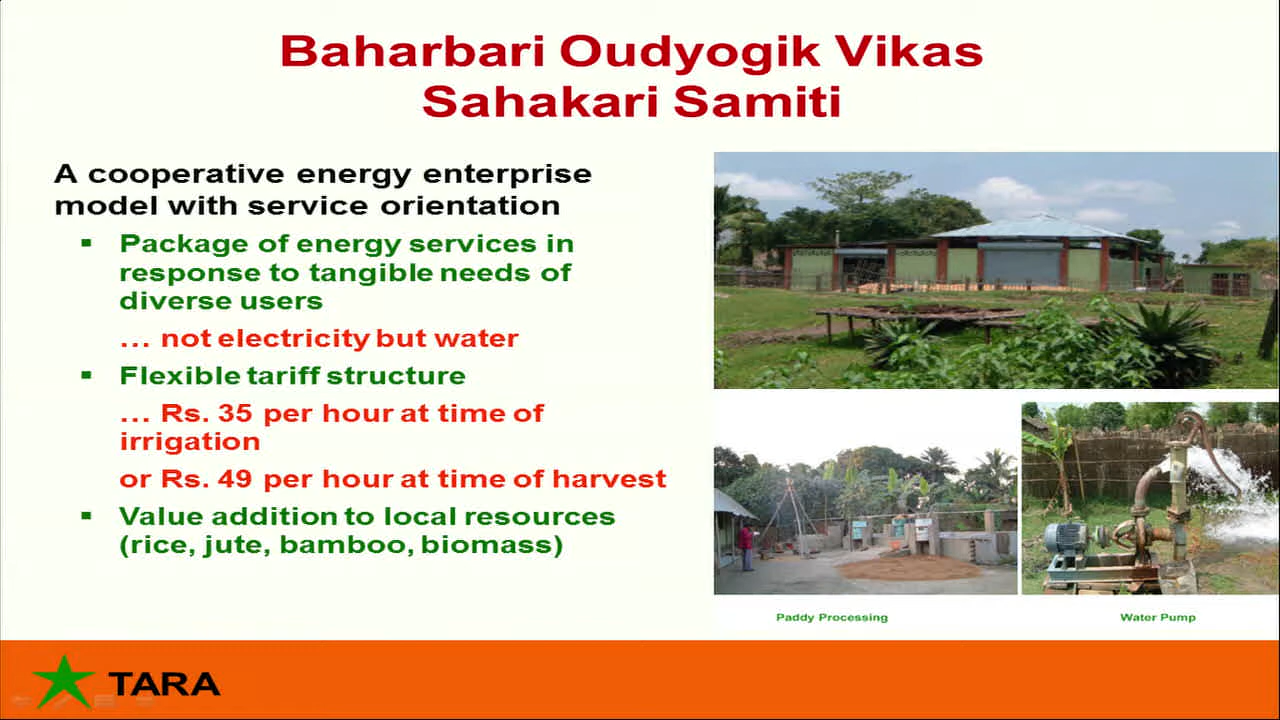 Baharbari Oudyogik Vikas
Sahakari Samiti
A cooperative energy enterprise
model with service orientation
▪ Package of energy services in
response to tangible needs of
diverse users
… not electricity but water
▪ Flexible tariff structure
… Rs. 35 per hour at time of
irrigation
or Rs. 49 per hour at time of harvest
▪ Value addition to local resources
(rice, jute, bamboo, biomass)
Paddy Processing
Water Pump
TARA